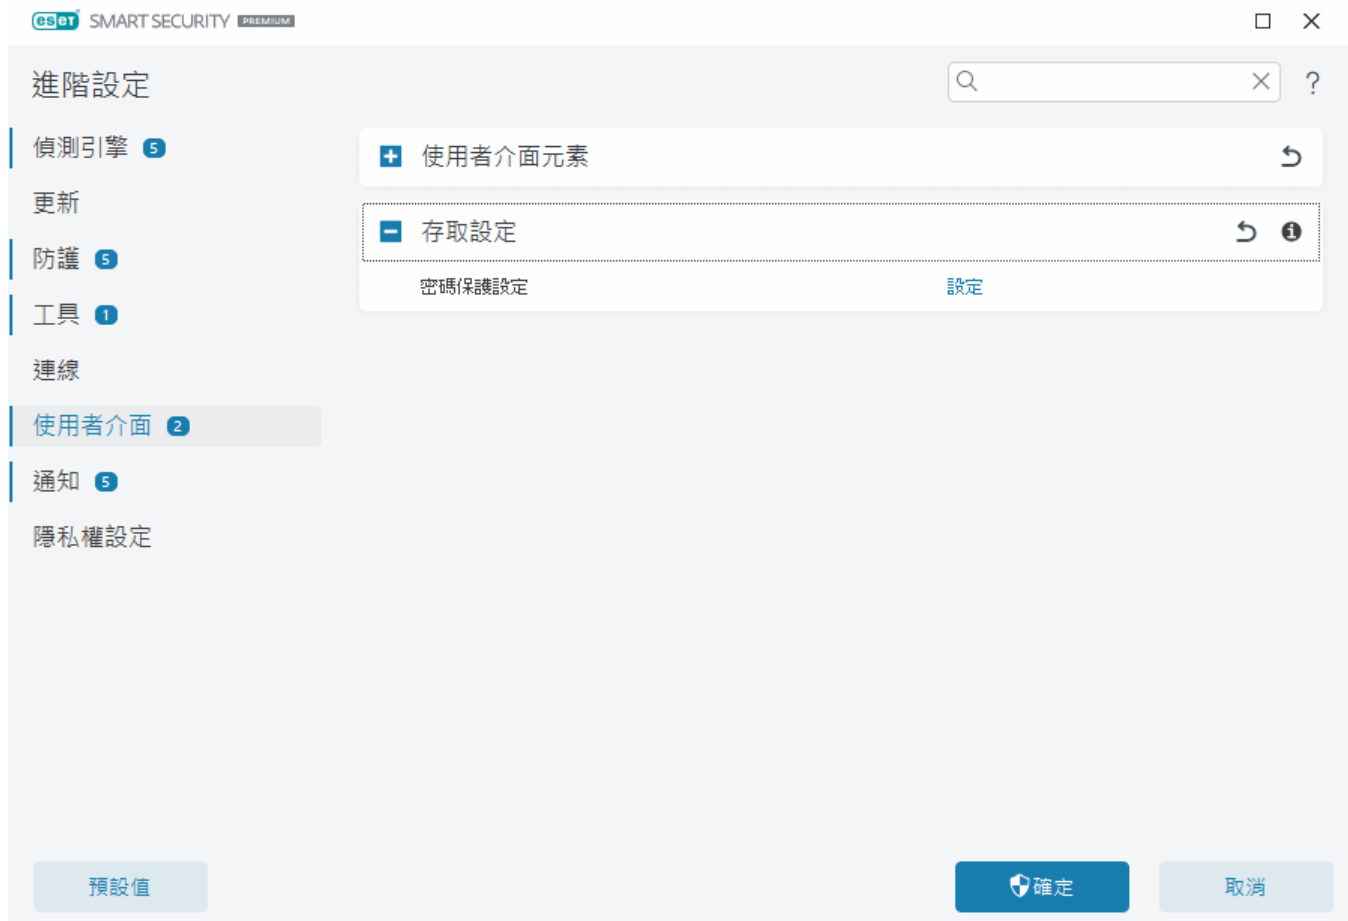 eset SMART SECURITY PREMIUM
進階設定
?
偵測引擎 5
更新
防護 5
工具 1
連線
使用者介面 2
通知 5
隱私權設定
使用者介面元素
存取設定
密碼保護設定 設定
預設值
確定
取消